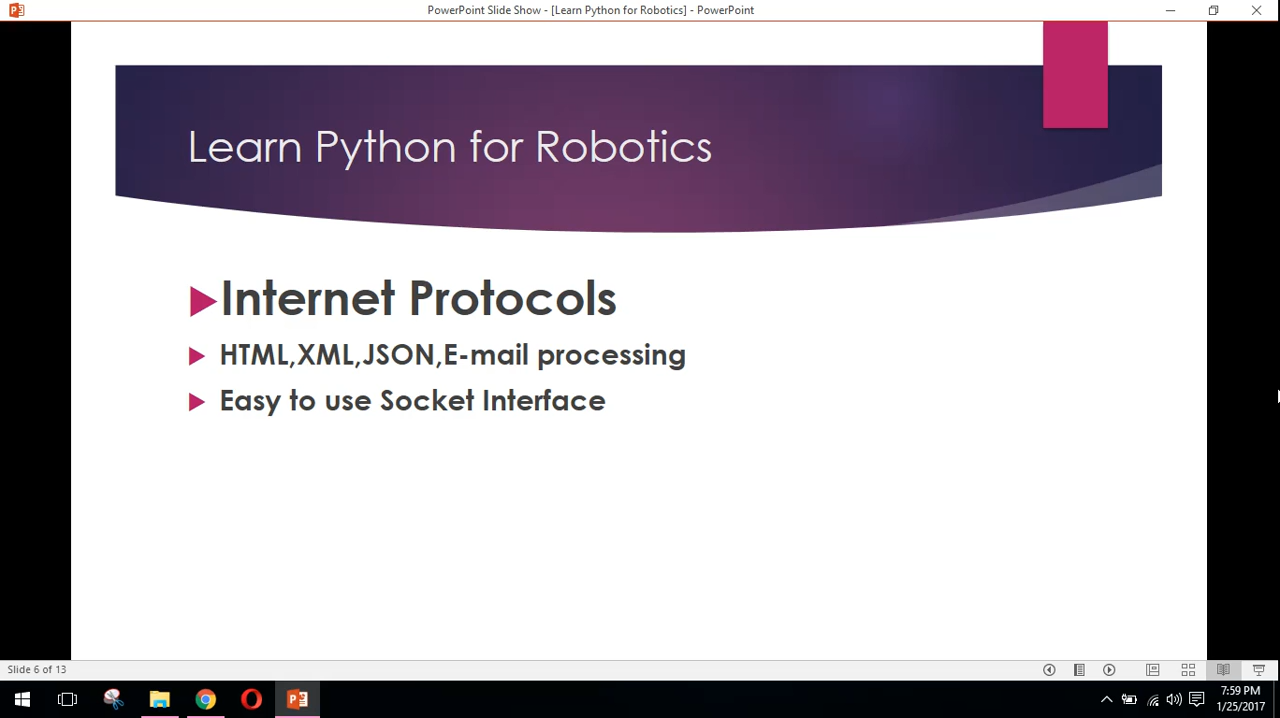 PowerPoint Slide Show - [Learn Python for Robotics] - PowerPoint
Learn Python for Robotics
Internet Protocols
HTML,XML,JSON,E-mail processing
Easy to use Socket Interface
Slide 6 of 13
7:59 PM
1/25/2017